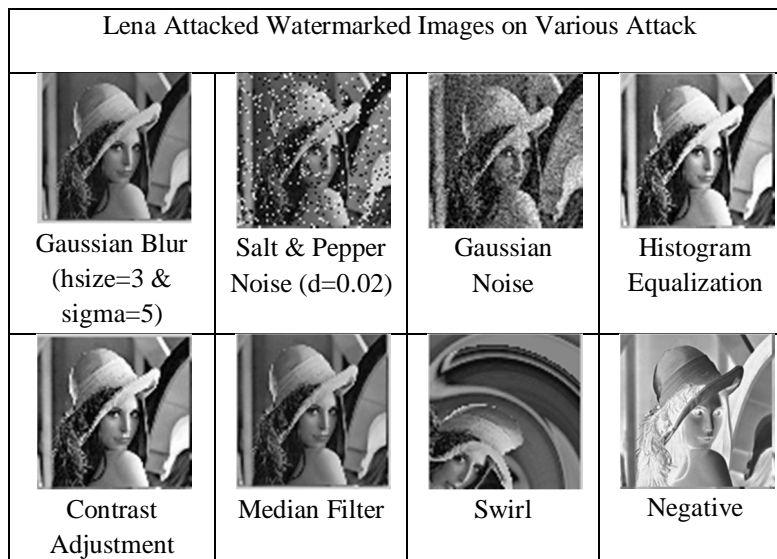 Lena Attacked Watermarked Images on Various Attack
Gaussian Blur
(hsize=3 &
sigma=5)
Salt & Pepper
Noise (d=0.02)
Gaussian
Noise
Histogram
Equalization
Contrast
Adjustment
Median Filter
Swirl
Negative